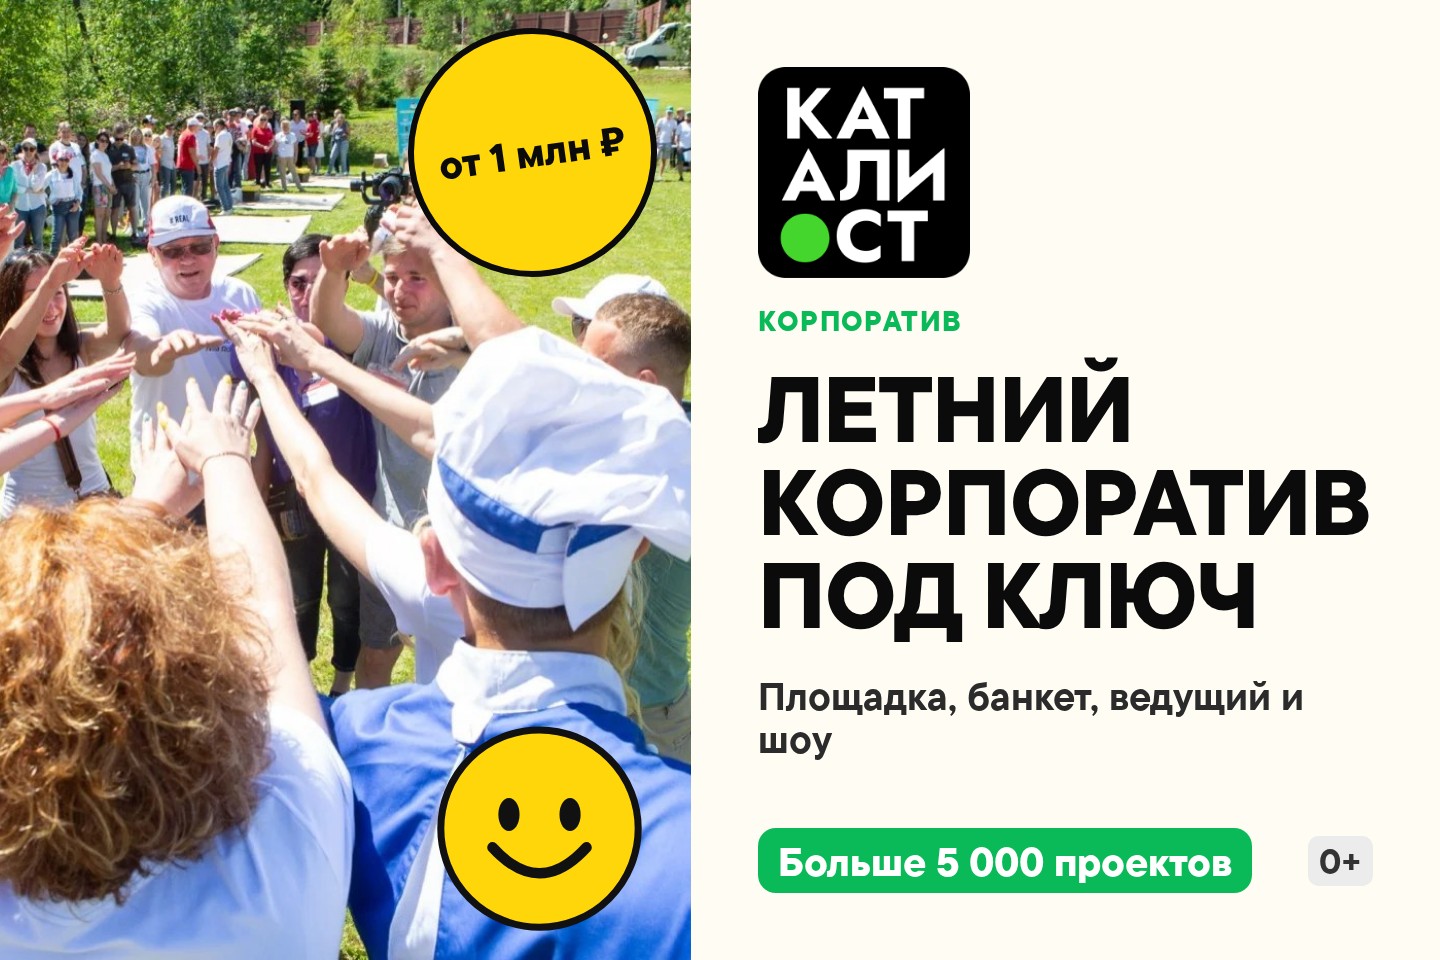 от 1 млн ₽
КАТ
АЛИ
СТ
КОРПОРАТИВ
ЛЕТНИЙ
КОРПОРАТИВ
ПОД КЛЮЧ
Площадка, банкет, ведущий и
шоу
Больше 5 000 проектов
0+